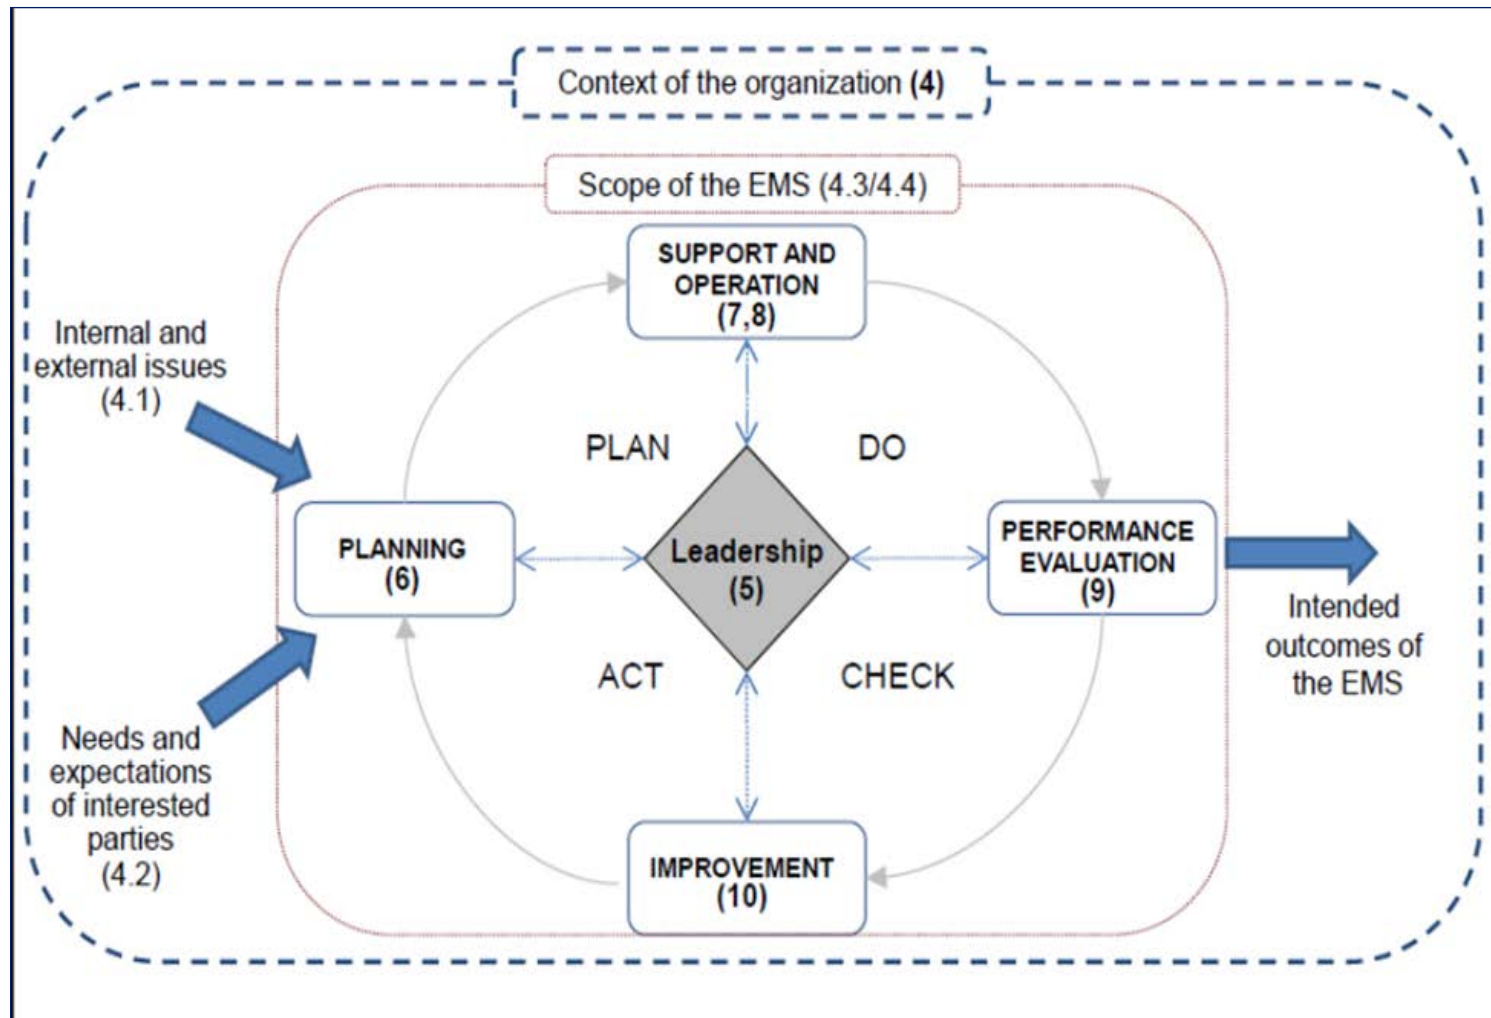 Context of the organization (4)
Scope of the EMS (4.3/4.4)
SUPPORT AND
OPERATION
(7,8)
Internal and
external issues
(4.1)
PLAN
DO
PLANNING
(6)
Leadership
(5)
PERFORMANCE
EVALUATION
(9)
Intended
outcomes of
the EMS
ACT
CHECK
Needs and
expectations
of interested
parties
(4.2)
IMPROVEMENT
(10)